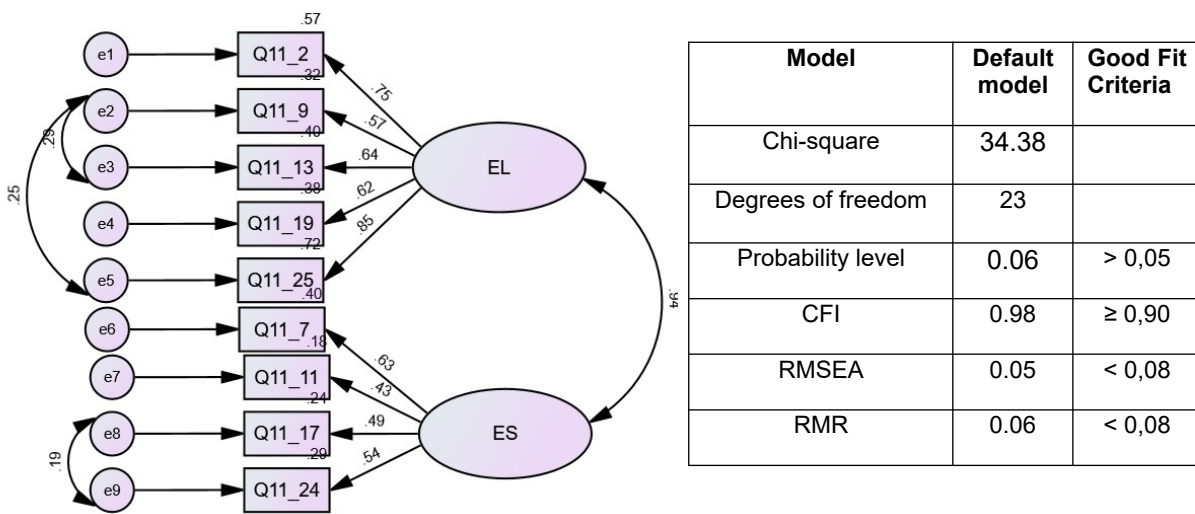 .57
e1
Q11_2
.75
.32
e2
Q11_9
.57
.29
.40
e3
Q11_13
.64
.25
.38
e4
Q11_19
.62
.72
e5
Q11_25
.85
EL
.40
e6
Q11_7
.63
.18
e7
Q11_11
.43
.24
e8
Q11_17
.49
.19
.29
e9
Q11_24
.54
ES
.94
Model Default model Good Fit Criteria
Chi-square 34.38
Degrees of freedom 23
Probability level 0.06 > 0,05
CFI 0.98 ≥ 0,90
RMSEA 0.05 < 0,08
RMR 0.06 < 0,08